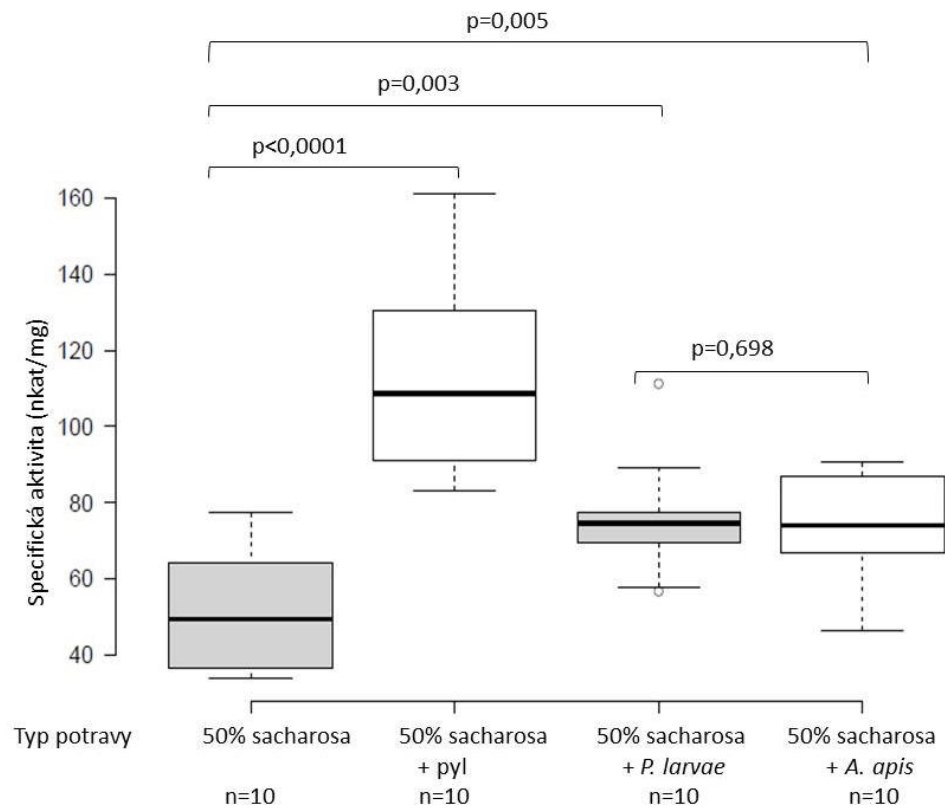 p=0,005
p=0,003
p<0,0001
160
140
120
100
80
60
40
Specifická aktivita (nkat/mg)
p=0,698
Typ potravy
50% sacharosa
n=10
50% sacharosa
+ pyl
n=10
50% sacharosa
+ P. larvae
n=10
50% sacharosa
+ A. apis
n=10